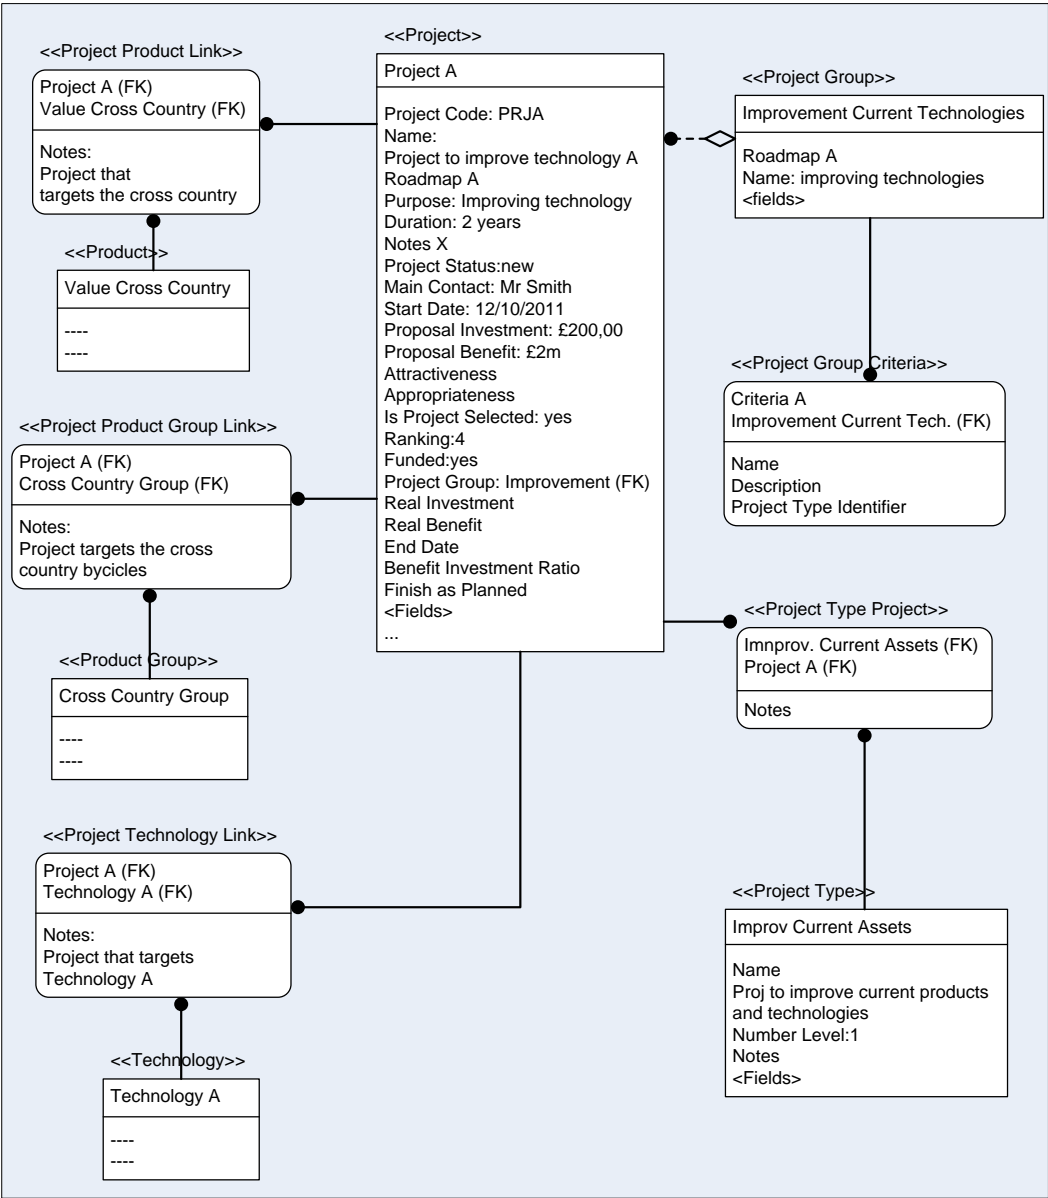 <<Project Product Link>>
Project A (FK)
Value Cross Country (FK)
Notes:
Project that
targets the cross country
<<Product>>
Value Cross Country
----
----
<<Project Product Group Link>>
Project A (FK)
Cross Country Group (FK)
Notes:
Project targets the cross
country bycicles
<<Product Group>>
Cross Country Group
----
----
<<Project Technology Link>>
Project A (FK)
Technology A (FK)
Notes:
Project that targets
Technology A
<<Technology>>
Technology A
----
----
<<Project>>
Project A
Project Code: PRJA
Name:
Project to improve technology A
Roadmap A
Purpose: Improving technology
Duration: 2 years
Notes X
Project Status:new
Main Contact: Mr Smith
Start Date: 12/10/2011
Proposal Investment: £200,00
Proposal Benefit: £2m
Attractiveness
Appropriateness
Is Project Selected: yes
Ranking:4
Funded:yes
Project Group: Improvement (FK)
Real Investment
Real Benefit
End Date
Benefit Investment Ratio
Finish as Planned
<Fields>
...
<<Project Group>>
Improvement Current Technologies
Roadmap A
Name: improving technologies
<fields>
<<Project Group Criteria>>
Criteria A
Improvement Current Tech. (FK)
Name
Description
Project Type Identifier
<<Project Type Project>>
Imnprov. Current Assets (FK)
Project A (FK)
Notes
<<Project Type>>
Improv Current Assets
Name
Proj to improve current products
and technologies
Number Level:1
Notes
<Fields>